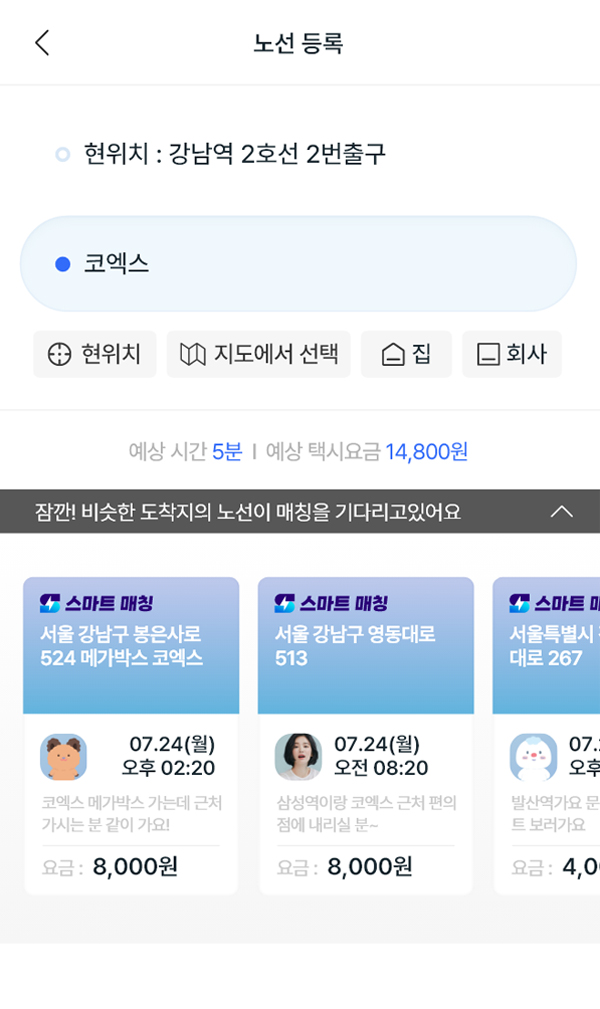 노선 등록
현위치 : 강남역 2호선 2번출구
코엑스
현위치 지도에서 선택 집 회사
예상 시간 5분 I 예상 택시요금 14,800원
잠깐! 비슷한 도착지의 노선이 매칭을 기다리고있어요
스마트 매칭
서울 강남구 봉은사로
524 메가박스 코엑스
07.24(월)
오후 02:20
코엑스 메가박스 가는데 근처
가시는 분 같이 가요!
요금 : 8,000원
스마트 매칭
서울 강남구 영동대로
513
07.24(월)
오전 08:20
삼성역이랑 코엑스 근처 편의
점에 내리실 분~
요금 : 8,000원
스마트
서울특별시
대로 267
07.
오후
발산역가요 문
트 보러가요
요금 : 4,0